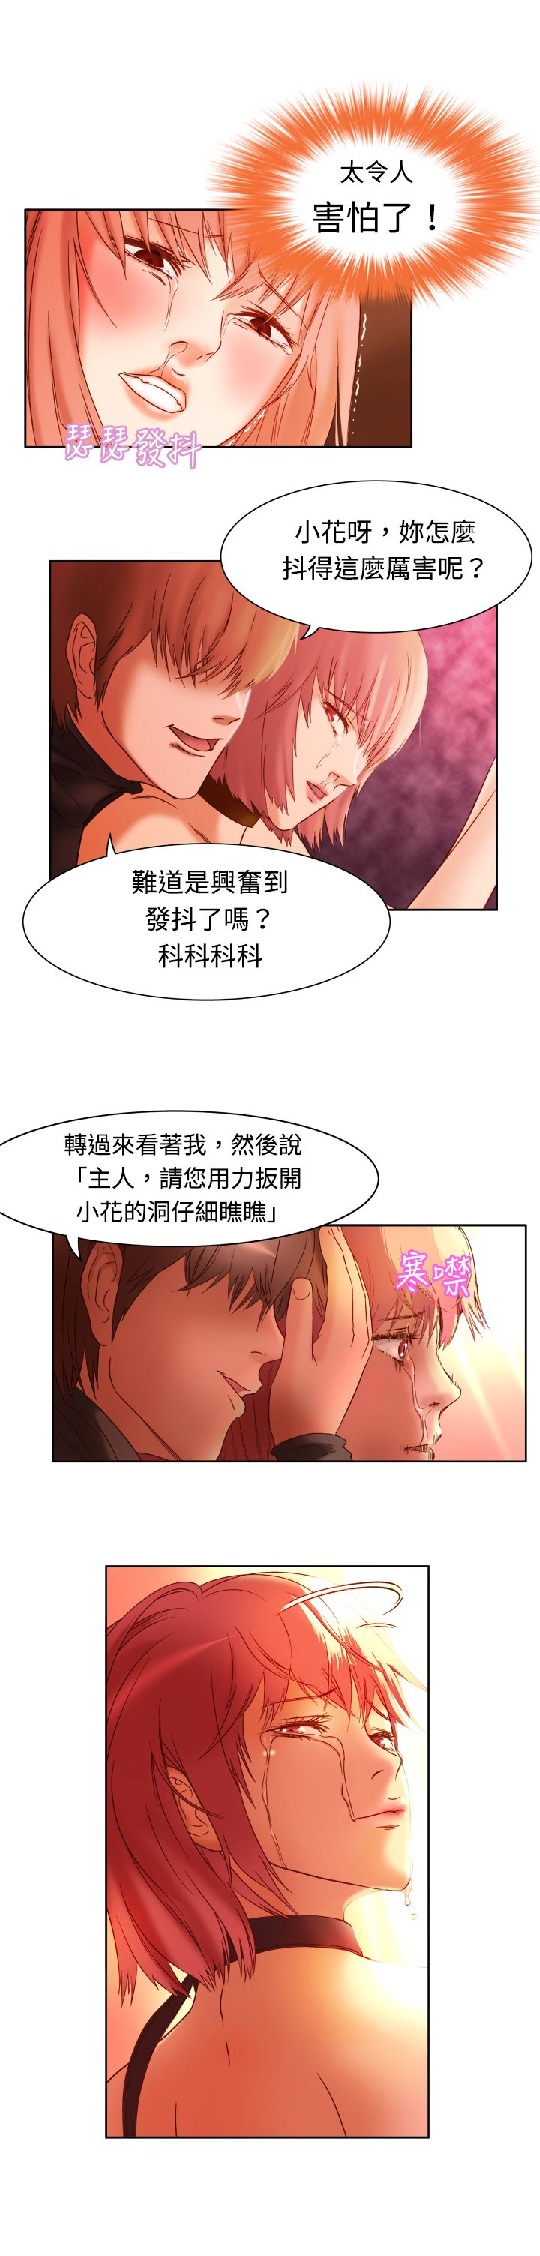 太令人
害怕了！
瑟瑟發抖
小花呀，妳怎麼
抖得這麼厲害呢？
難道是興奮到
發抖了嗎？
科科科科
轉過來看著我，然後說
「主人，請您用力扳開
小花的洞仔細瞧瞧」
寒噤